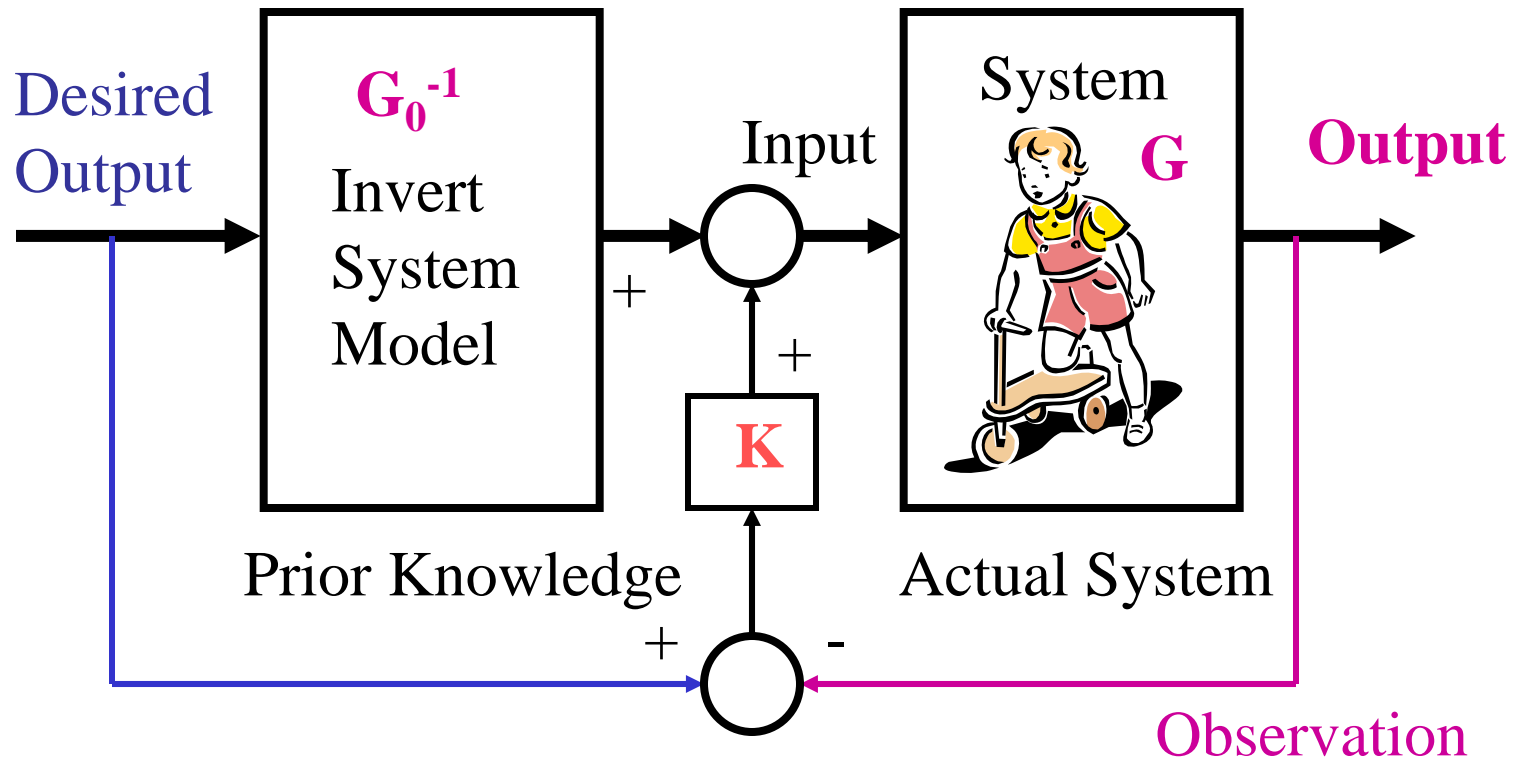 Desired
Output
G₀⁻¹
Invert
System
Model
+
Input
System
G
Output
+
K
Prior Knowledge
Actual System
+
-
Observation